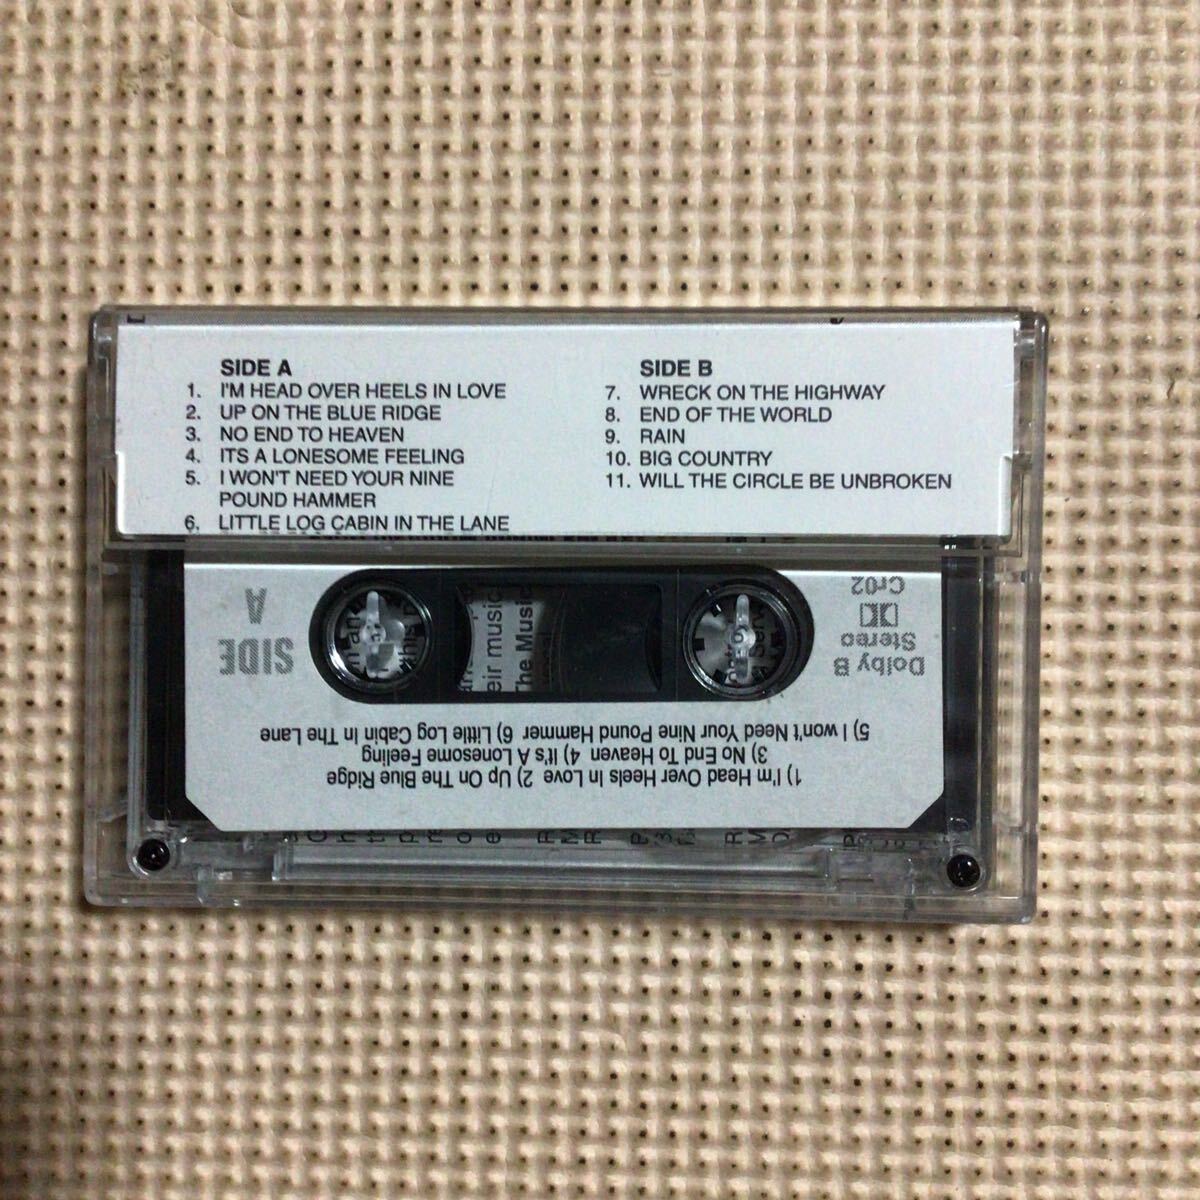 SIDE A
1. I'M HEAD OVER HEELS IN LOVE
2. UP ON THE BLUE RIDGE
3. NO END TO HEAVEN
4. ITS A LONESOME FEELING
5. I WON'T NEED YOUR NINE
POUND HAMMER
6. LITTLE LOG CABIN IN THE LANE
SIDE B
7. WRECK ON THE HIGHWAY
8. END OF THE WORLD
9. RAIN
10. BIG COUNTRY
11. WILL THE CIRCLE BE UNBROKEN
1) I'm Head Over Heels In Love 2) Up On The Blue Ridge
3) No End To Heaven 4) It's A Lonesome Feeling
5) I won't Need Your Nine Pound Hammer 6) Little Log Cabin In The Lane
Dolby B
Stereo
Cr02
SIDE
A
eir music
The Music